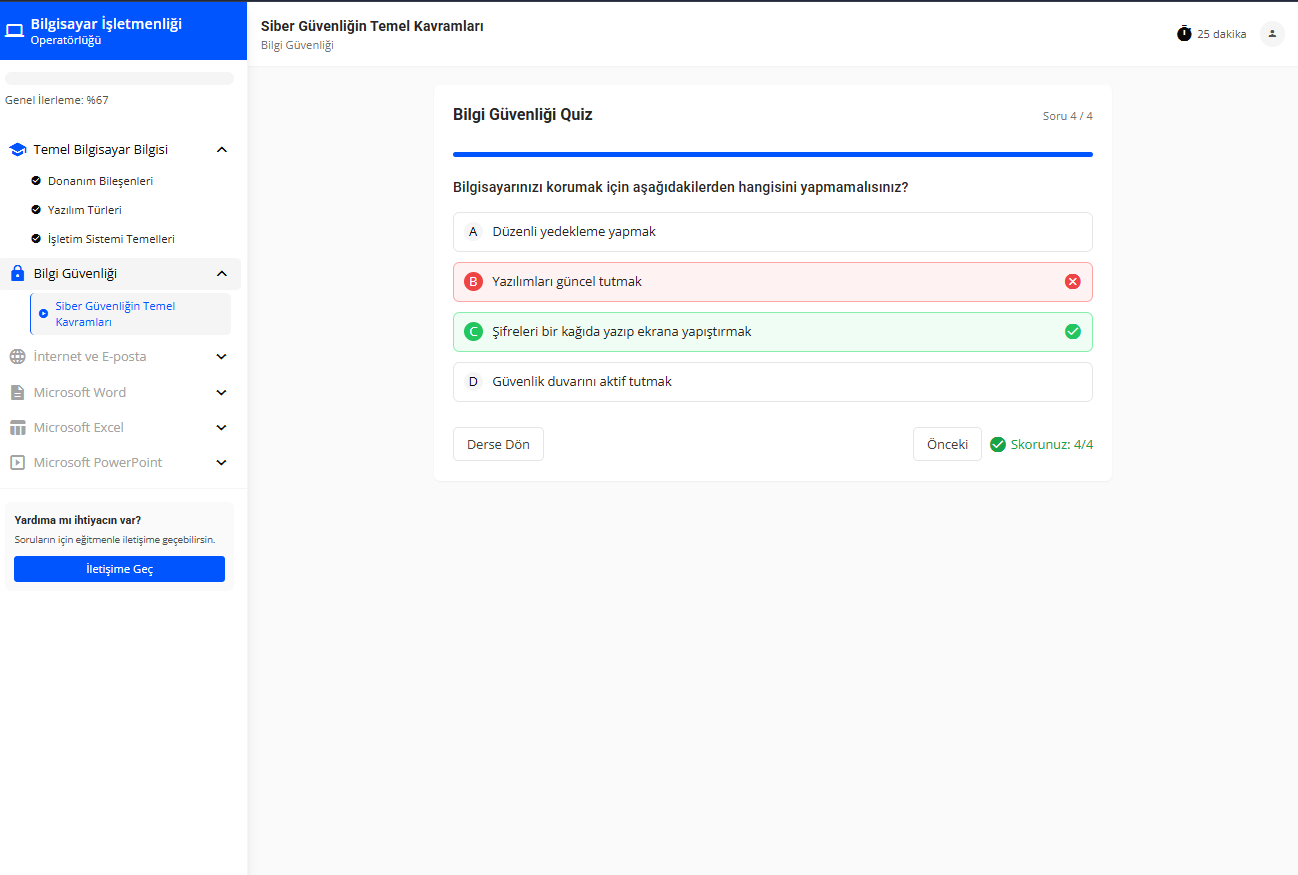 Bilgisayar İşletmenliği
Operatörlüğü
Genel İlerleme: %67
Temel Bilgisayar Bilgisi
Donanım Bileşenleri
Yazılım Türleri
İşletim Sistemi Temelleri
Bilgi Güvenliği
Siber Güvenliğin Temel
Kavramları
İnternet ve E-posta
Microsoft Word
Microsoft Excel
Microsoft PowerPoint
Yardıma mı ihtiyacın var?
Soruların için eğitmenle iletişime geçebilirsin.
İletişime Geç
Siber Güvenliğin Temel Kavramları
Bilgi Güvenliği
25 dakika
Bilgi Güvenliği Quiz
Soru 4 / 4
Bilgisayarınızı korumak için aşağıdakilerden hangisini yapmamalısınız?
A Düzenli yedekleme yapmak
B Yazılımları güncel tutmak
C Şifreleri bir kağıda yazıp ekrana yapıştırmak
D Güvenlik duvarını aktif tutmak
Derse Dön
Önceki
Skorunuz: 4/4